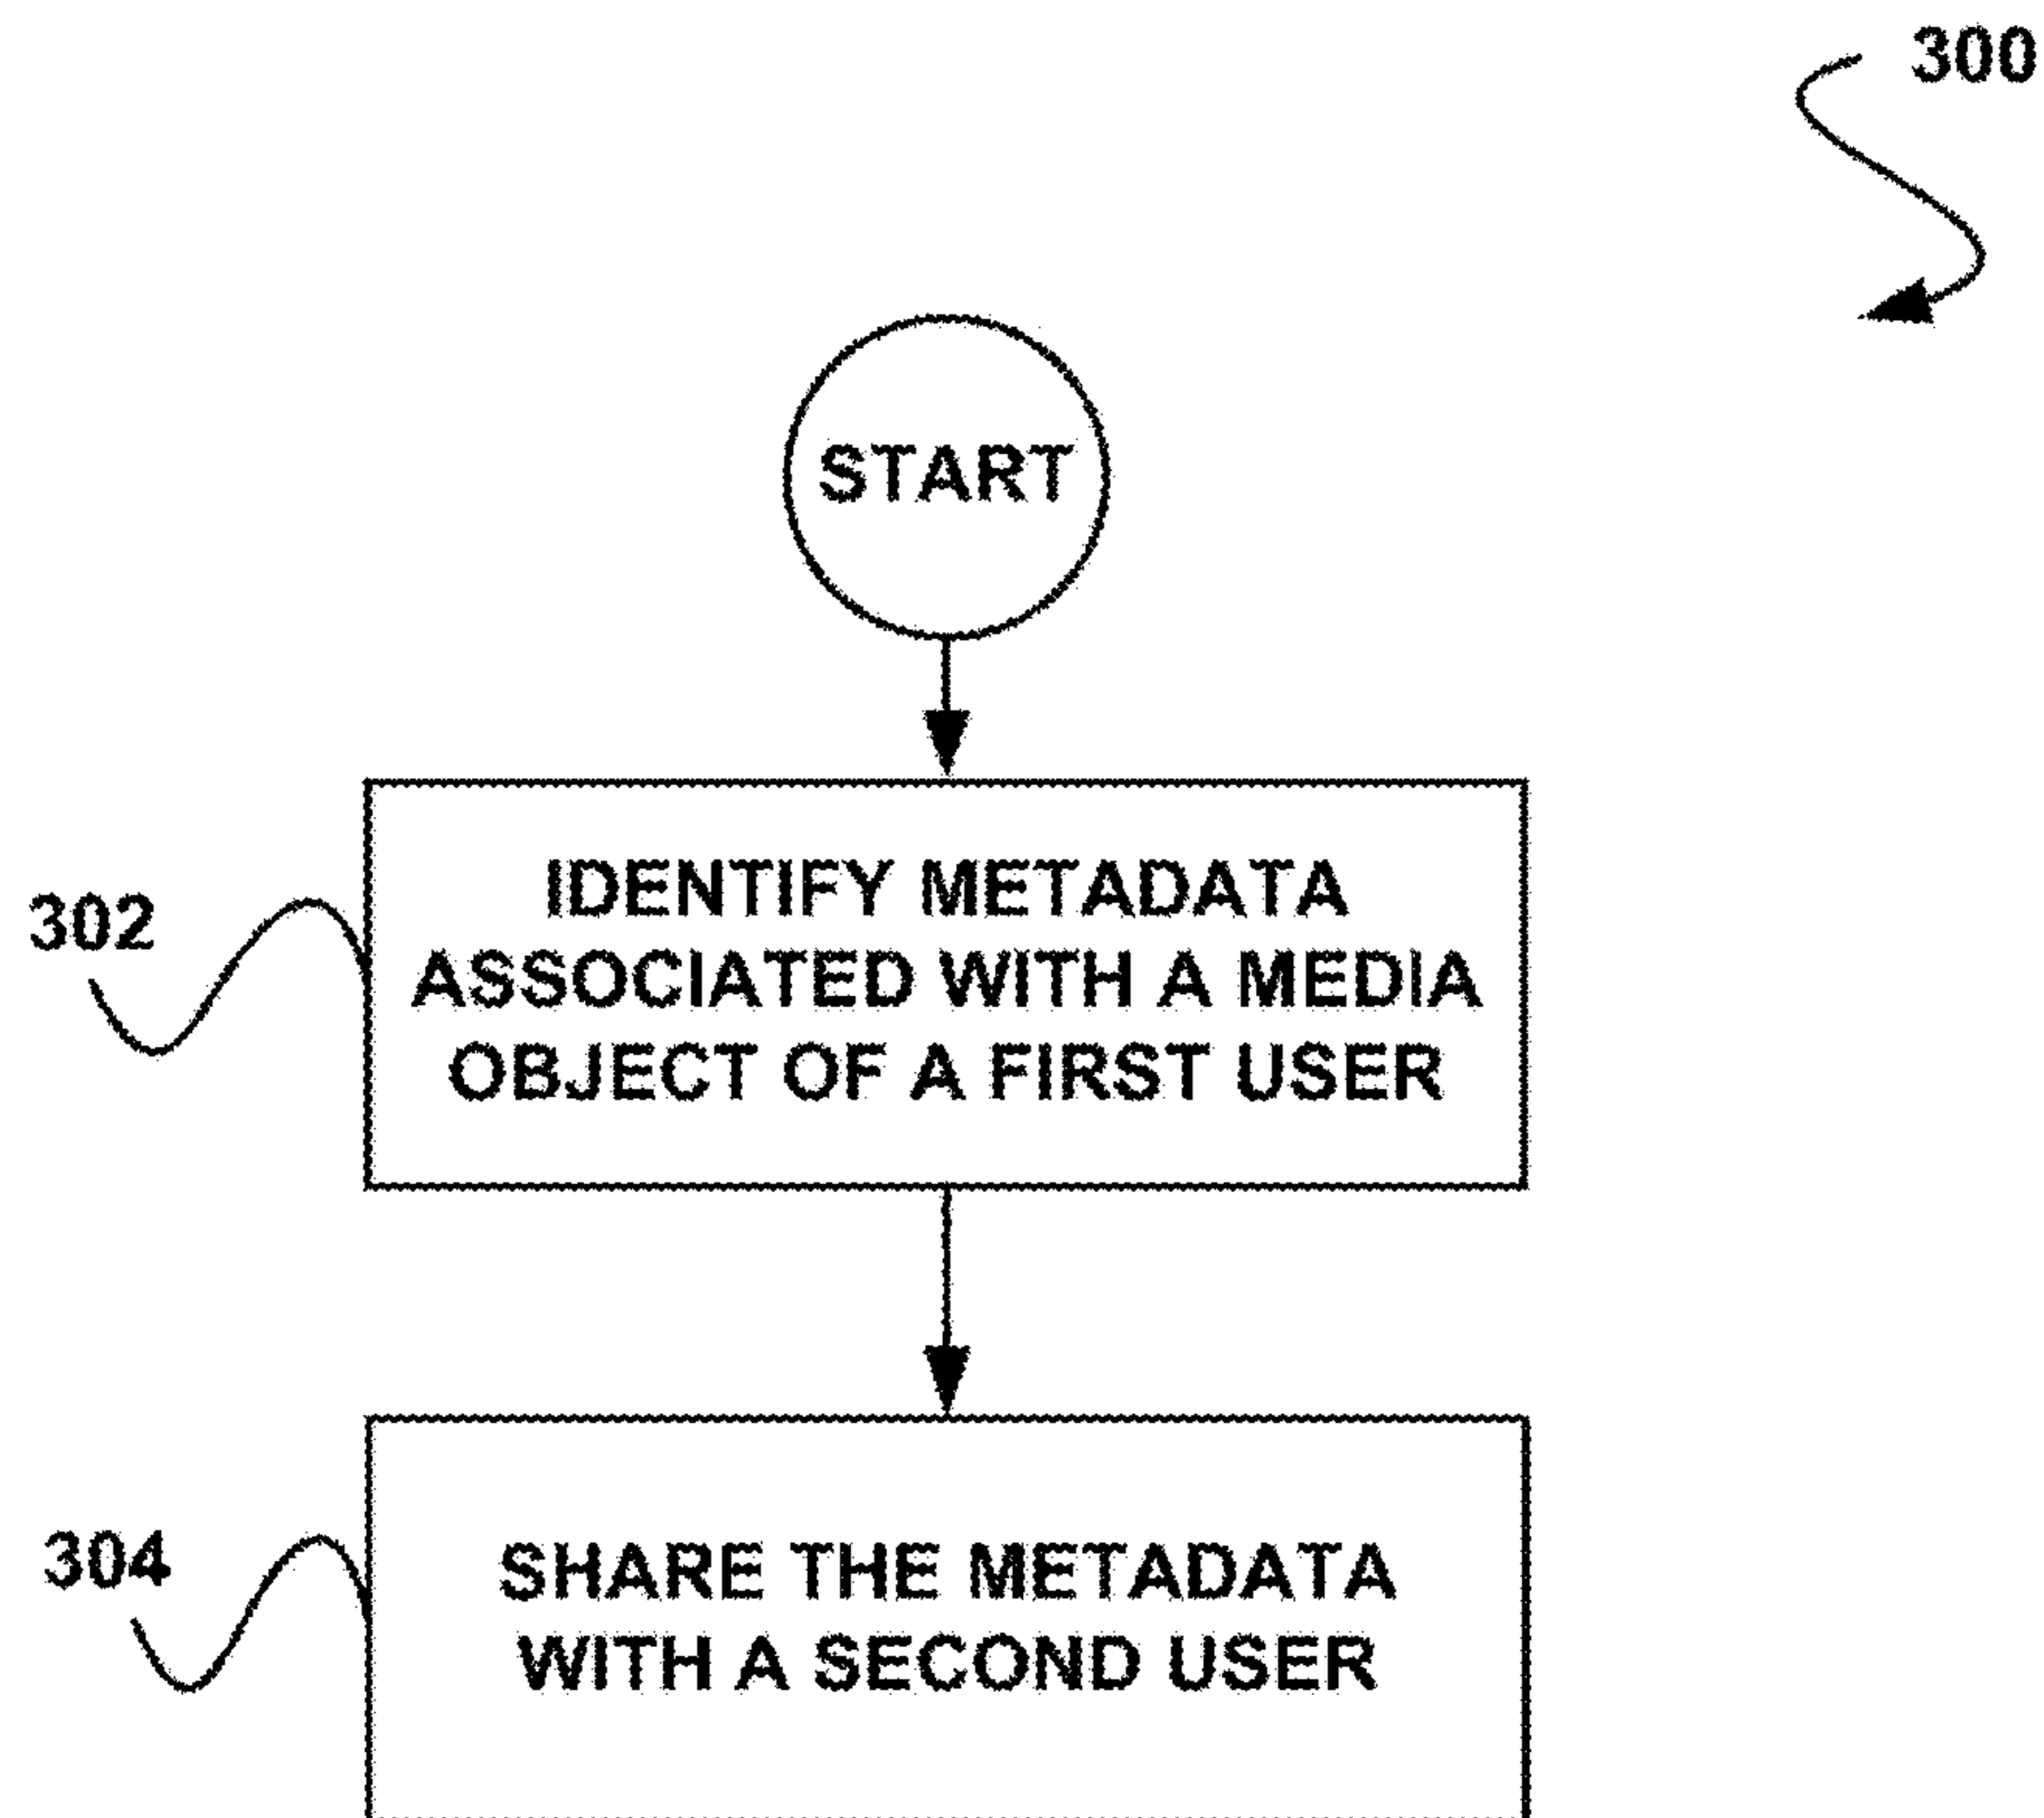 300
START
302
IDENTIFY METADATA
ASSOCIATED WITH A MEDIA
OBJECT OF A FIRST USER
304
SHARE THE METADATA
WITH A SECOND USER